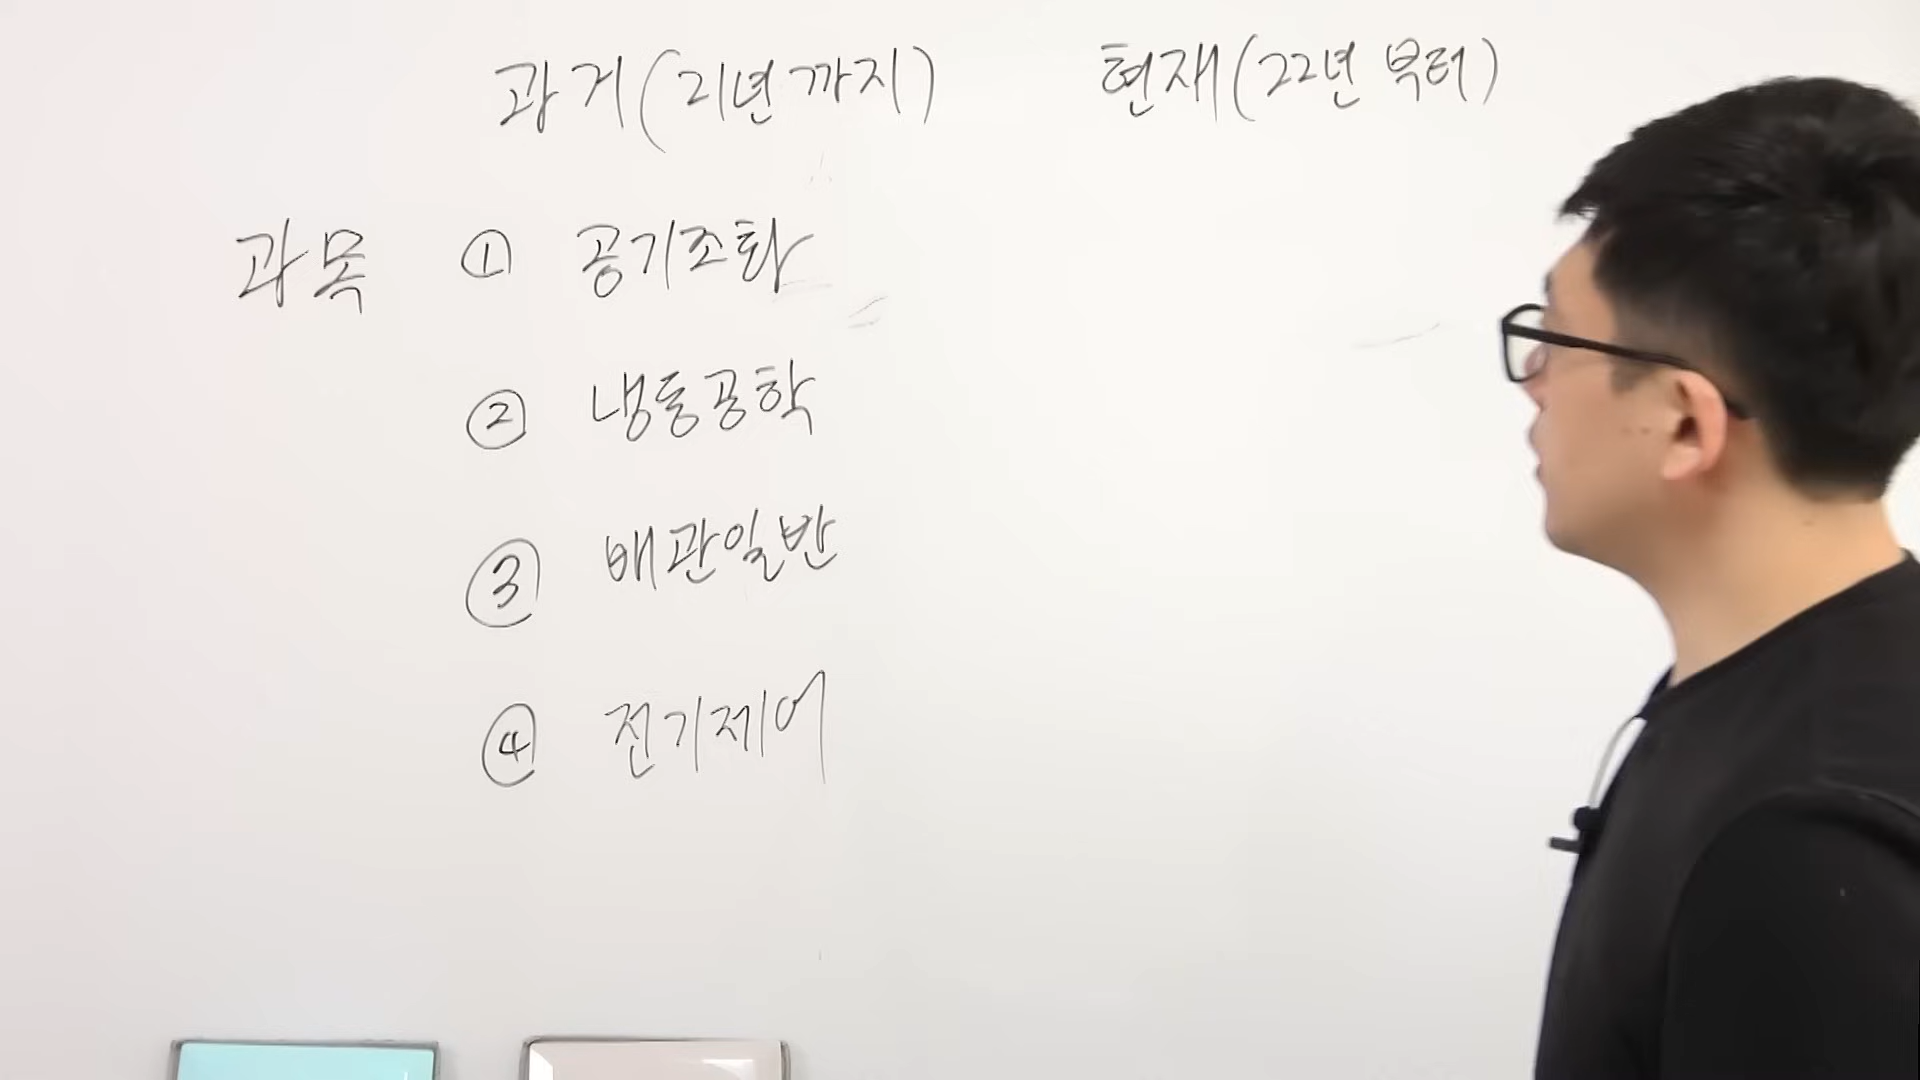 과거(21년까지) 현재(22년부터)
과목 ① 공기조화
② 냉동공학
③ 배관일반
④ 전기제어